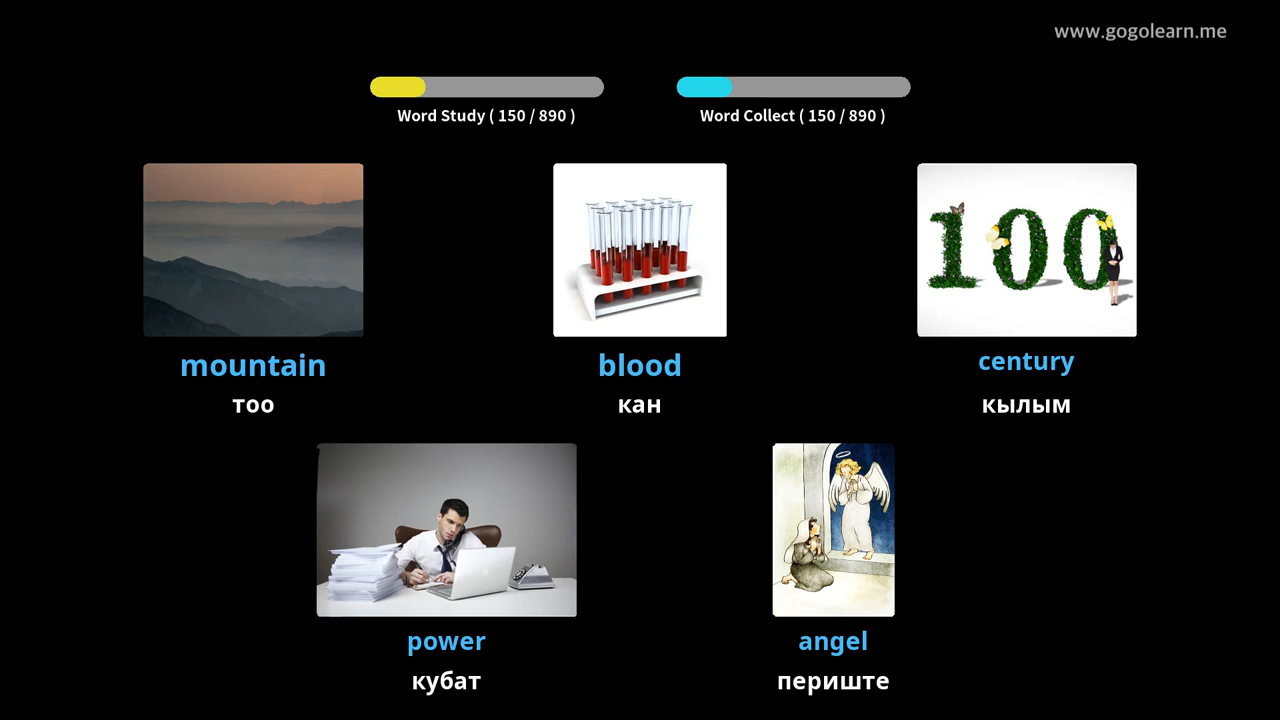 www.gogolearn.me
Word Study ( 150 / 890 )
Word Collect ( 150 / 890 )
mountain
тоо
blood
кан
century
кылым
power
кубат
angel
периште